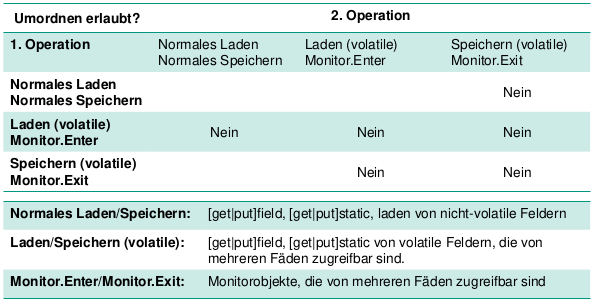 Umordnen erlaubt? 2. Operation
1. Operation Normales Laden Laden (volatile) Speichern (volatile)
Normales Speichern Monitor.Enter Monitor.Exit
Normales Laden
Normales Speichern Nein
Laden (volatile)
Monitor.Enter Nein Nein Nein
Speichern (volatile)
Monitor.Exit Nein Nein
Normales Laden/Speichern: [get|put]field, [get|put]static, laden von nicht-volatile Feldern
Laden/Speichern (volatile): [get|put]field, [get|put]static von volatile Feldern, die von
mehreren Fäden zugreifbar sind.
Monitor.Enter/Monitor.Exit: Monitorobjekte, die von mehreren Fäden zugreifbar sind